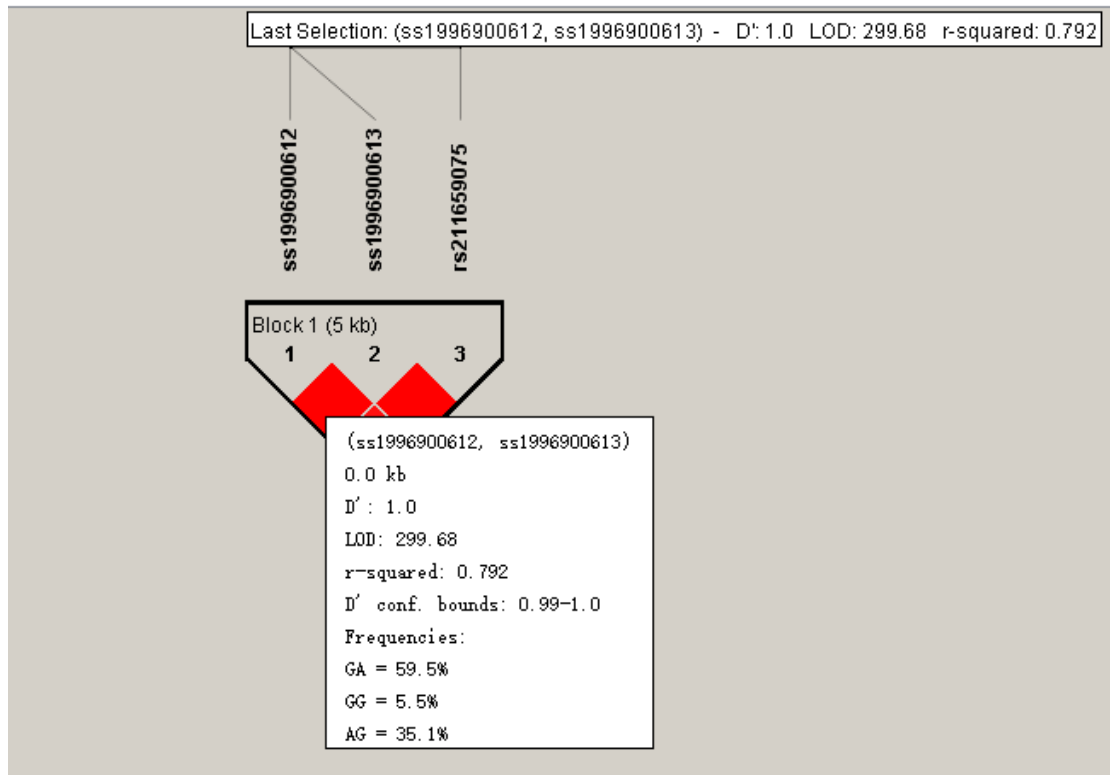 Last Selection: (ss1996900612, ss1996900613) - D': 1.0 LOD: 299.68 r-squared: 0.792
ss1996900612
ss1996900613
rs211659075
Block 1 (5 kb)
1 2 3
(ss1996900612, ss1996900613)
0.0 kb
D': 1.0
LOD: 299.68
r-squared: 0.792
D' conf. bounds: 0.99-1.0
Frequencies:
GA = 59.5%
GG = 5.5%
AG = 35.1%